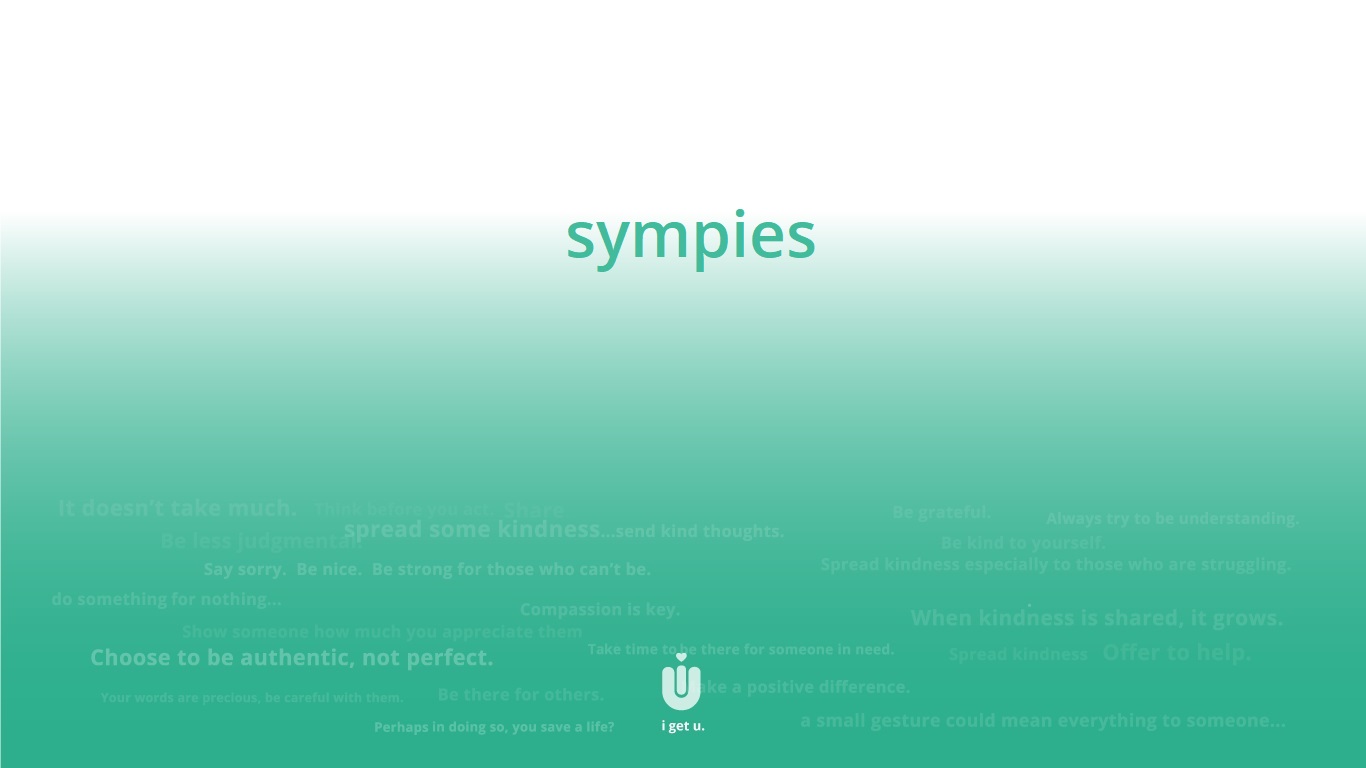 sympies
It doesn't take much.
Think before you act.
Share
Be grateful.
Always try to be understanding.
spread some kindness...send kind thoughts.
Be less judgmental.
Be kind to yourself.
Say sorry. Be nice. Be strong for those who can't be.
Spread kindness especially to those who are struggling.
do something for nothing...
Compassion is key.
When kindness is shared, it grows.
Show someone how much you appreciate them
Take time to be there for someone in need.
Choose to be authentic, not perfect.
Spread kindness
Offer to help.
Your words are precious, be careful with them.
Be there for others.
ake a positive difference.
Perhaps in doing so, you save a life?
i get u.
a small gesture could mean everything to someone...